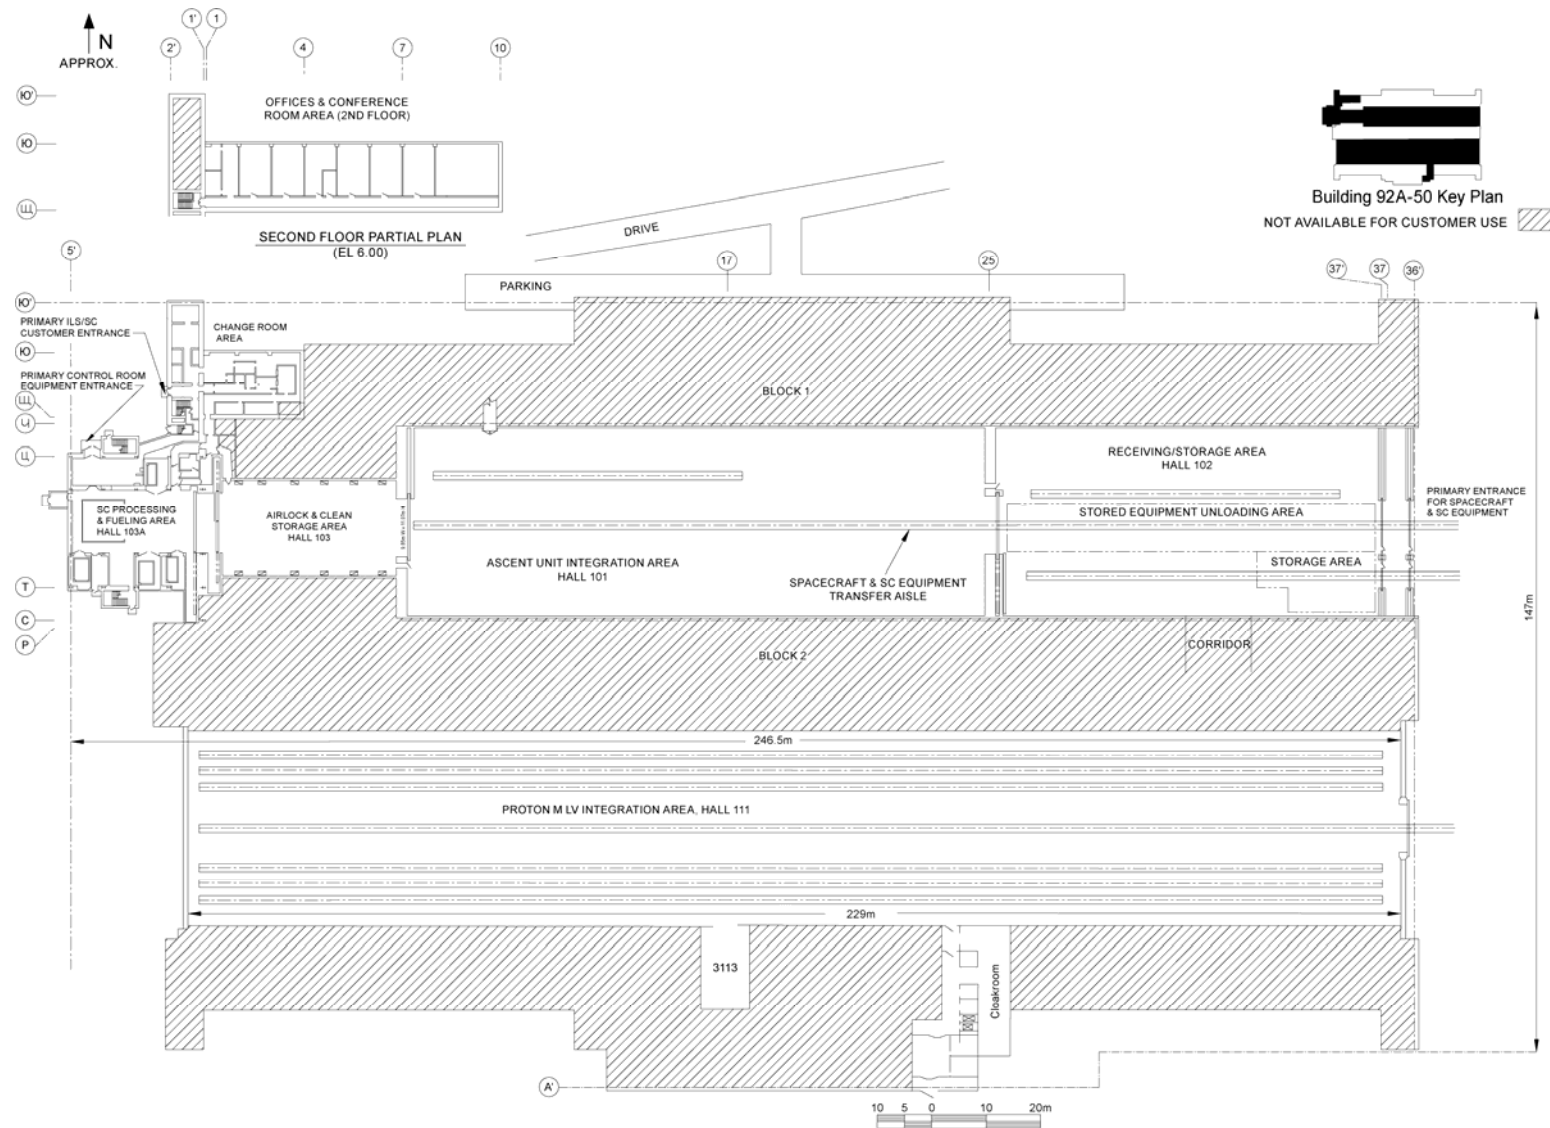 N
APPROX.
1'
1
2'
4
7
10
Ю'
Ю
Щ
OFFICES & CONFERENCE
ROOM AREA (2ND FLOOR)
SECOND FLOOR PARTIAL PLAN
(EL 6.00)
Building 92A-50 Key Plan
NOT AVAILABLE FOR CUSTOMER USE
DRIVE
PARKING
5'
17
25
37'
37
36'
Ю'
PRIMARY ILS/SC
CUSTOMER ENTRANCE
CHANGE ROOM
AREA
Ю
PRIMARY CONTROL ROOM
EQUIPMENT ENTRANCE
Щ
Ч
Ц
BLOCK 1
RECEIVING/STORAGE AREA
HALL 102
PRIMARY ENTRANCE
FOR SPACECRAFT
& SC EQUIPMENT
SC PROCESSING
& FUELING AREA
HALL 103A
AIRLOCK & CLEAN
STORAGE AREA
HALL 103
STORED EQUIPMENT UNLOADING AREA
ASCENT UNIT INTEGRATION AREA
HALL 101
SPACECRAFT & SC EQUIPMENT
TRANSFER AISLE
STORAGE AREA
Т
С
Р
147m
BLOCK 2
CORRIDOR
246.5m
PROTON M LV INTEGRATION AREA, HALL 111
229m
3113
Cloakroom
А'
10 5 0 10 20m